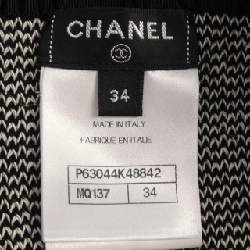 CHANEL
34
MADE IN ITALY
FABRIQUE EN ITALIE
P63044K48842
MQ137 34